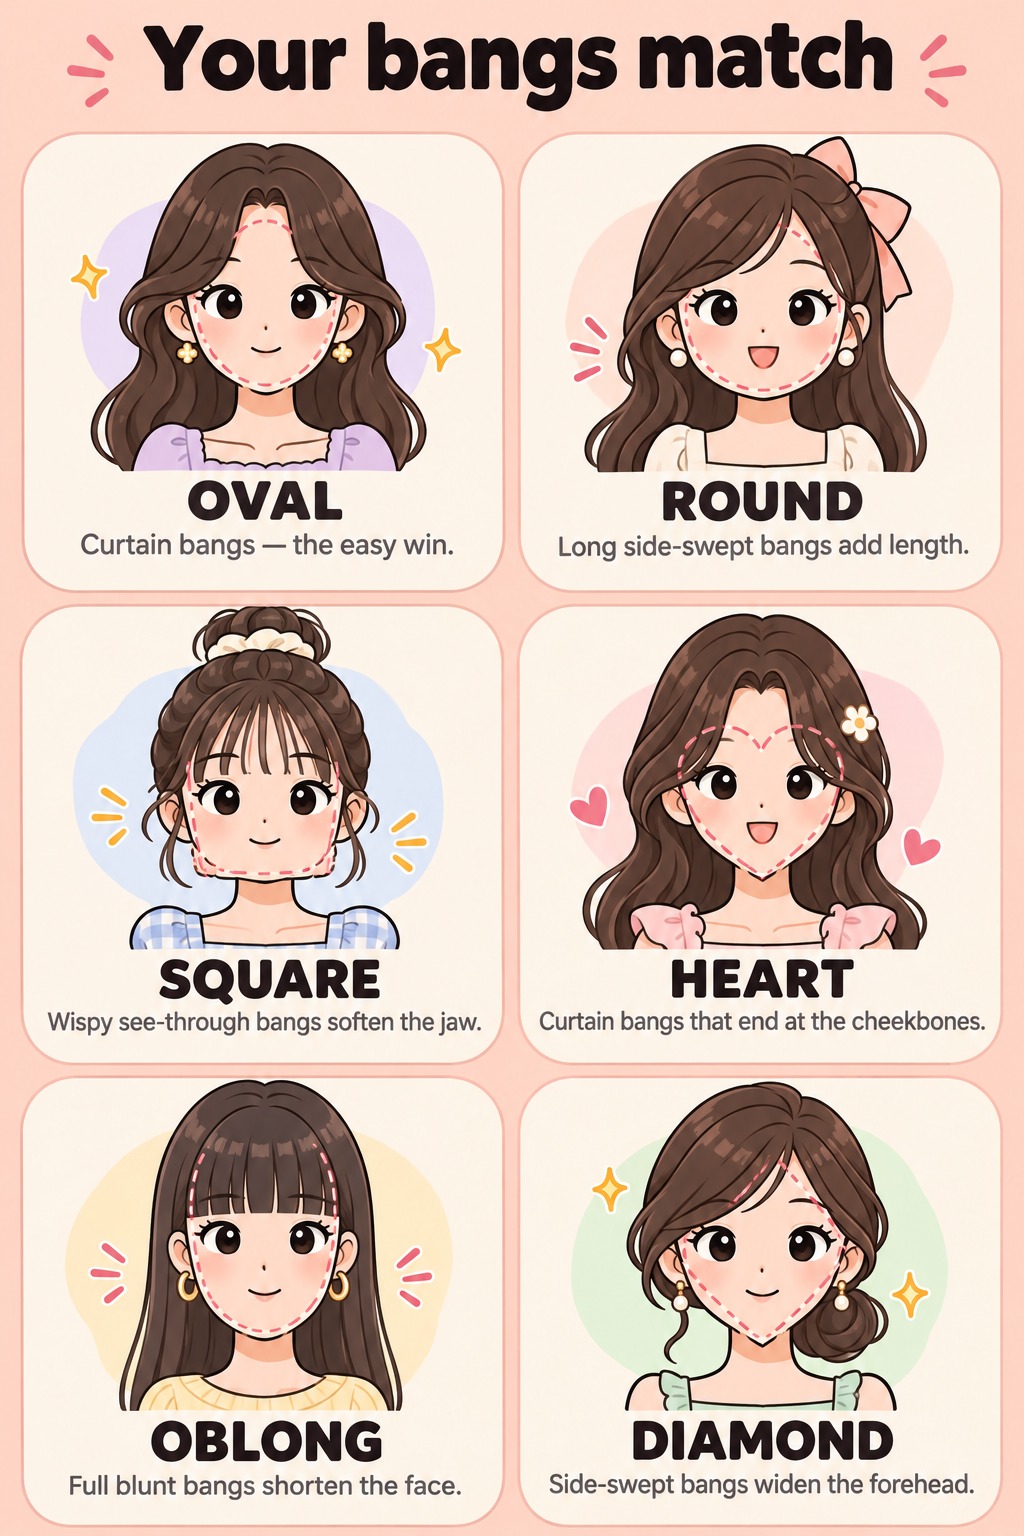 Your bangs match
OVAL
Curtain bangs — the easy win.
ROUND
Long side-swept bangs add length.
SQUARE
Wispy see-through bangs soften the jaw.
HEART
Curtain bangs that end at the cheekbones.
OBLONG
Full blunt bangs shorten the face.
DIAMOND
Side-swept bangs widen the forehead.